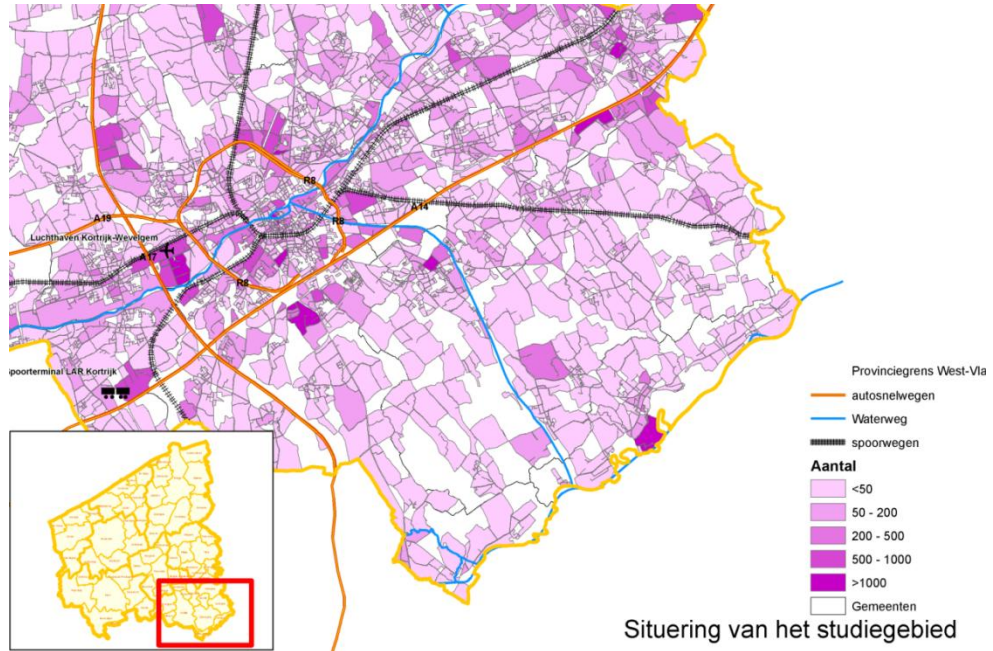 R8
R8
A19
A14
Luchthaven Kortrijk-Wevelgem
A17
R8
Spoorterminal LAR Kortrijk
Provinciegrens West-Vla
autosnelwegen
Waterweg
spoorwegen
Aantal
<50
50 - 200
200 - 500
500 - 1000
>1000
Gemeenten
Situering van het studiegebied